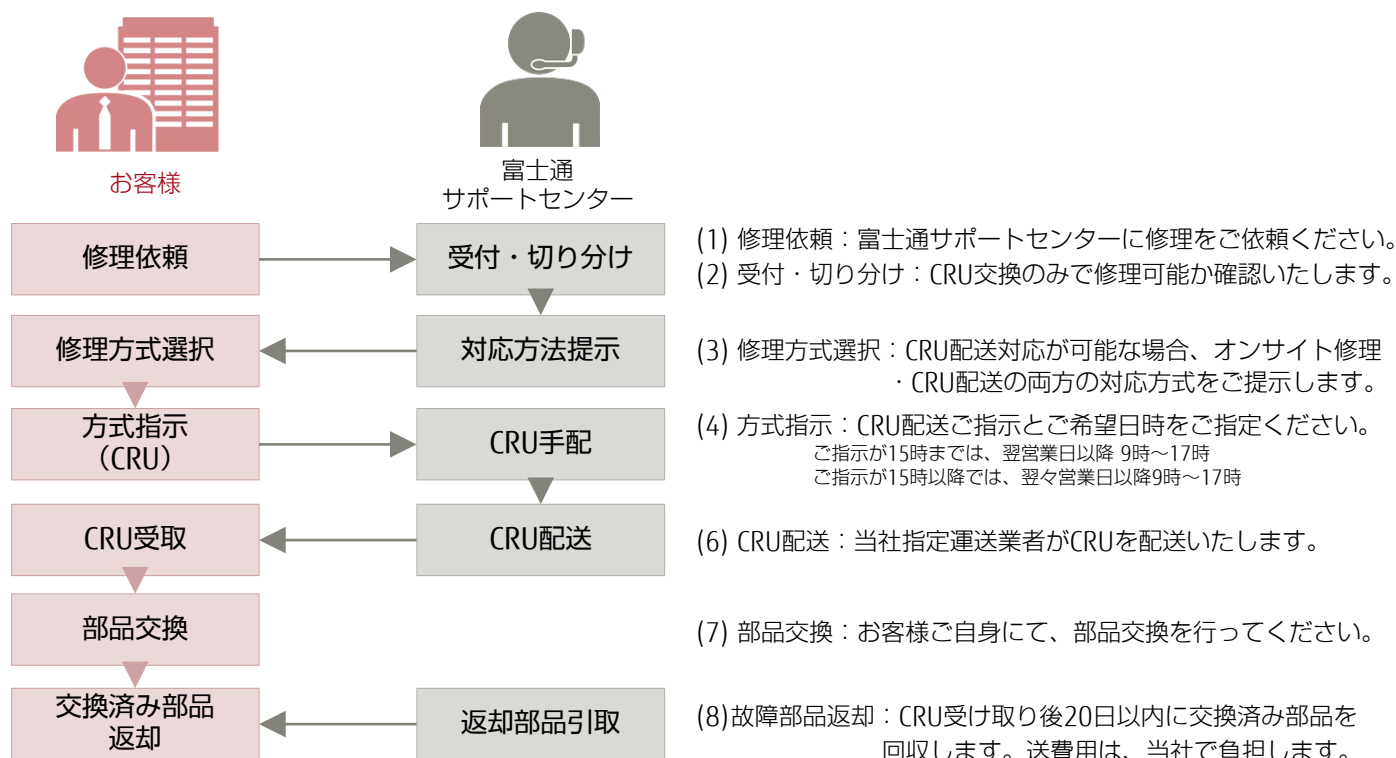 お客様
富士通
サポートセンター
修理依頼
受付・切り分け
(1) 修理依頼：富士通サポートセンターに修理をご依頼ください。
(2) 受付・切り分け：CRU交換のみで修理可能か確認いたします。
修理方式選択
対応方法提示
(3) 修理方式選択：CRU配送対応が可能な場合、オンサイト修理
・CRU配送の両方の対応方式をご提示します。
方式指示
（CRU）
CRU手配
(4) 方式指示：CRU配送ご指示とご希望日時をご指定ください。
ご指示が15時までは、翌営業日以降 9時～17時
ご指示が15時以降では、翌々営業日以降9時～17時
CRU受取
CRU配送
(6) CRU配送：当社指定運送業者がCRUを配送いたします。
部品交換
(7) 部品交換：お客様ご自身にて、部品交換を行ってください。
交換済み部品
返却
返却部品引取
(8)故障部品返却：CRU受け取り後20日以内に交換済み部品を
回収します。送費用は、当社で負担します。